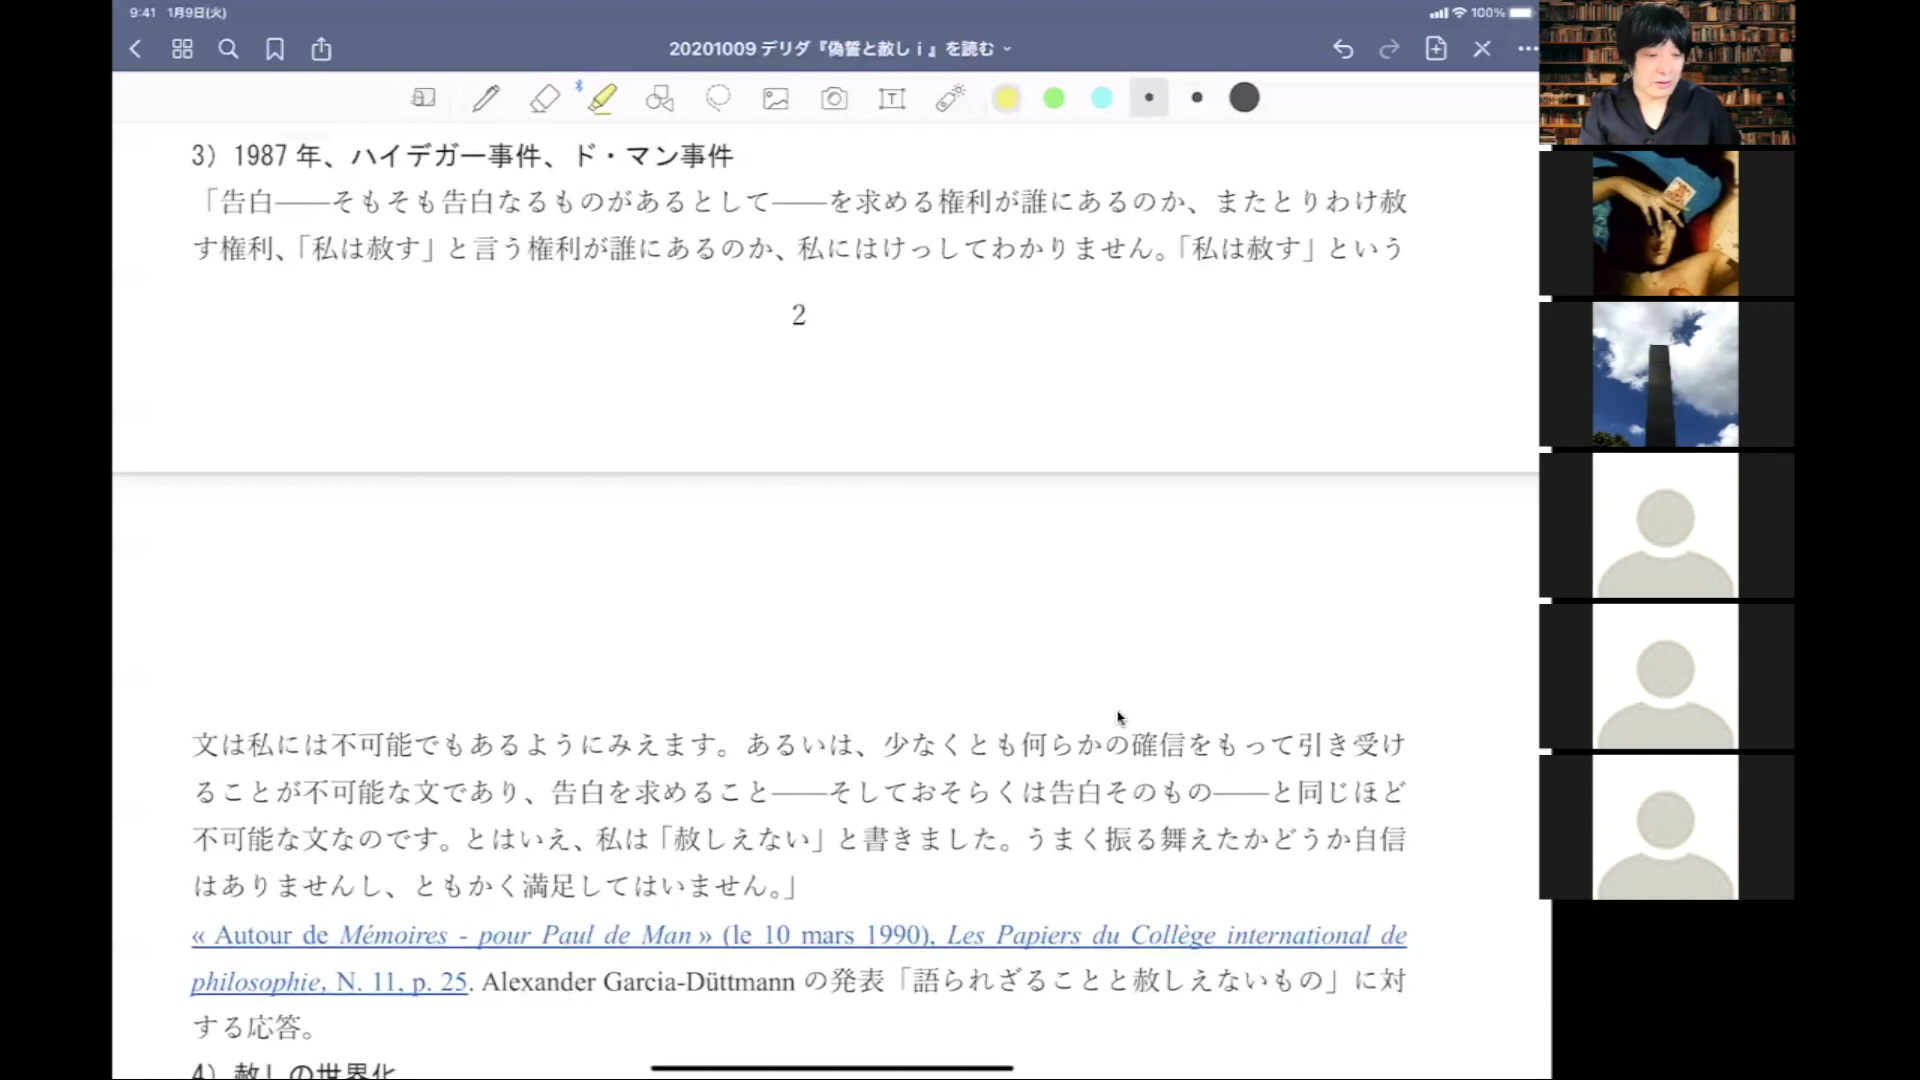 9:41 1月9日(火)
100%
20201009 デリダ『偽誓と赦しⅰ』を読む
3）1987 年、ハイデガー事件、ド・マン事件
「告白――そもそも告白なるものがあるとして――を求める権利が誰にあるのか、またとりわけ赦
す権利、「私は赦す」と言う権利が誰にあるのか、私にはけっしてわかりません。「私は赦す」という
2
文は私には不可能でもあるようにみえます。あるいは、少なくとも何らかの確信をもって引き受け
ることが不可能な文であり、告白を求めること――そしておそらくは告白そのもの――と同じほど
不可能な文なのです。とはいえ、私は「赦しえない」と書きました。うまく振る舞えたかどうか自信
はありませんし、ともかく満足してはいません。」
« Autour de Mémoires - pour Paul de Man » (le 10 mars 1990), Les Papiers du Collège international de
philosophie, N. 11, p. 25. Alexander Garcia-Düttmann の発表「語られざることと赦しえないもの」に対
する応答。
4）赦しの世界化